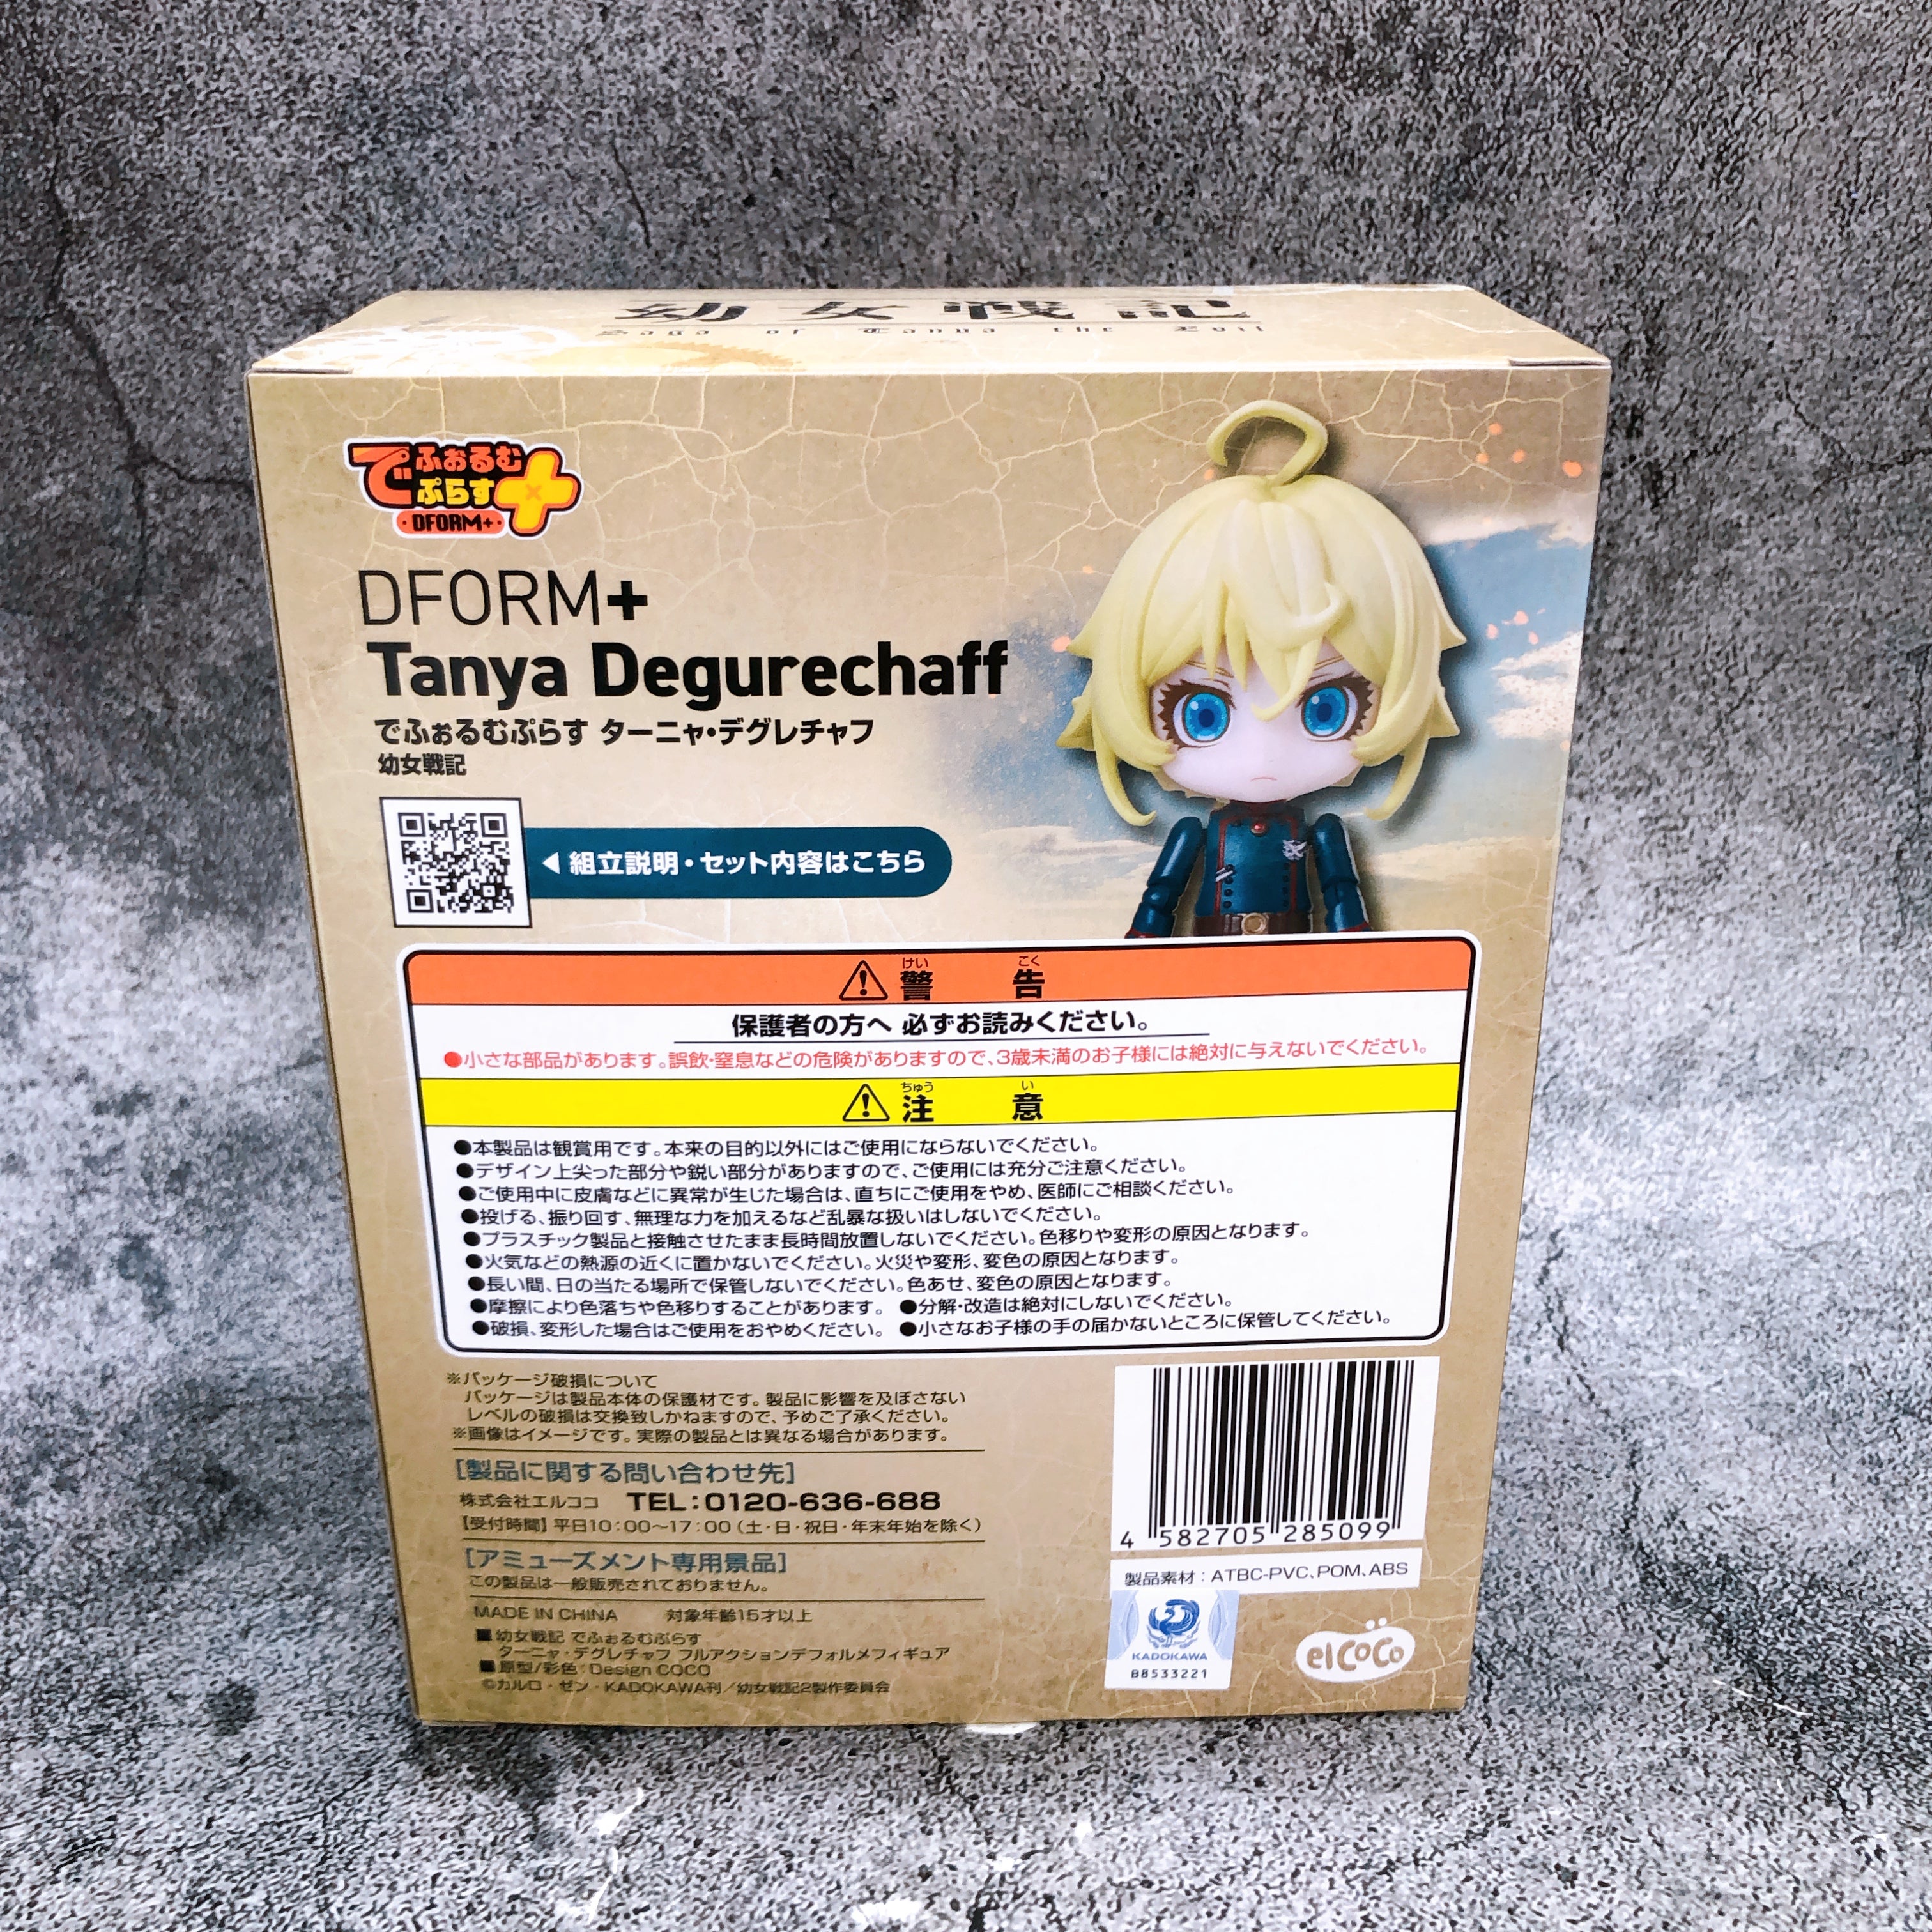 幼女戦記
Saga of Tanya the Evil
でふぉるむ
ぷらす
DFORM+
DFORM+
Tanya Degurechaff
でふぉるむぷらす ターニャ・デグレチャフ
幼女戦記
◀ 組立説明・セット内容はこちら
けい こく
⚠ 警 告
保護者の方へ 必ずお読みください。
●小さな部品があります。誤飲・窒息などの危険がありますので、3歳未満のお子様には絶対に与えないでください。
ちゅう い
⚠ 注 意
●本製品は観賞用です。本来の目的以外にはご使用にならないでください。
●デザイン上尖った部分や鋭い部分がありますので、ご使用には充分ご注意ください。
●ご使用中に皮膚などに異常が生じた場合は、直ちにご使用をやめ、医師にご相談ください。
●投げる、振り回す、無理な力を加えるなど乱暴な扱いはしないでください。
●プラスチック製品と接触させたまま長時間放置しないでください。色移りや変形の原因となります。
●火気などの熱源の近くに置かないでください。火災や変形、変色の原因となります。
●長い間、日の当たる場所で保管しないでください。色あせ、変色の原因となります。
●摩擦により色落ちや色移りすることがあります。 ●分解・改造は絶対にしないでください。
●破損、変形した場合はご使用をおやめください。 ●小さなお子様の手の届かないところに保管してください。
※パッケージ破損について
パッケージは製品本体の保護材です。製品に影響を及ぼさない
レベルの破損は交換致しかねますので、予めご了承ください。
※画像はイメージです。実際の製品とは異なる場合があります。
[製品に関する問い合わせ先]
株式会社エルココ TEL:0120-636-688
【受付時間】平日10:00～17:00(土・日・祝日・年末年始を除く)
[アミューズメント専用景品]
この製品は一般販売されておりません。
MADE IN CHINA 対象年齢15才以上
■幼女戦記 でふぉるむぷらす
ターニャ・デグレチャフ フルアクションデフォルメフィギュア
■原型/彩色:Design COCO
©カルロ・ゼン・KADOKAWA刊／幼女戦記2製作委員会
4 582705 285099
製品素材:ATBC-PVC、POM、ABS
KADOKAWA
B8533221
elcoco